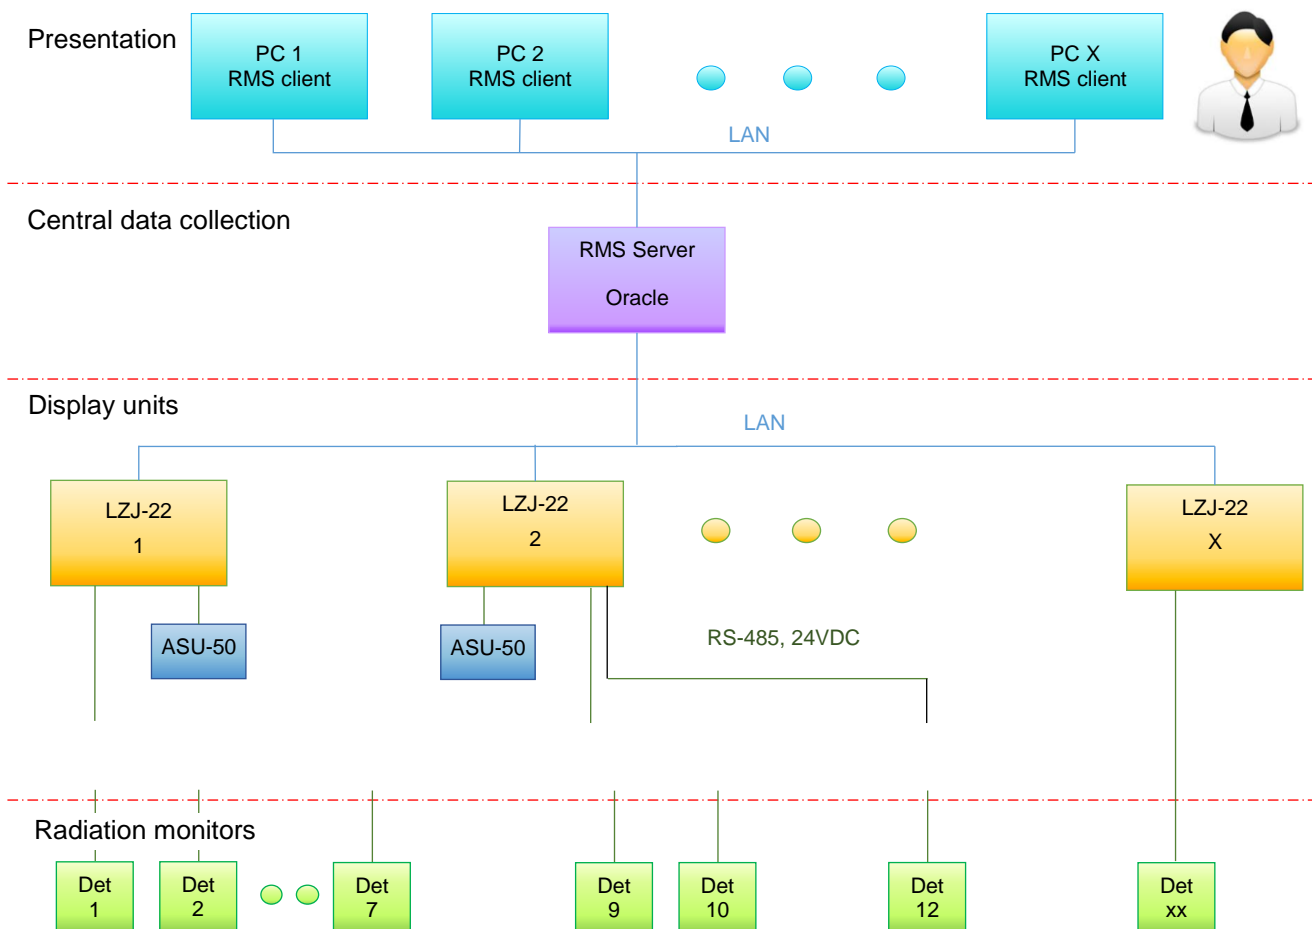 Presentation
PC 1
RMS client
PC 2
RMS client
PC X
RMS client
LAN
Central data collection
RMS Server
Oracle
Display units
LAN
LZJ-22
1
LZJ-22
2
LZJ-22
X
ASU-50
ASU-50
RS-485, 24VDC
Radiation monitors
Det
1
Det
2
Det
7
Det
9
Det
10
Det
12
Det
xx